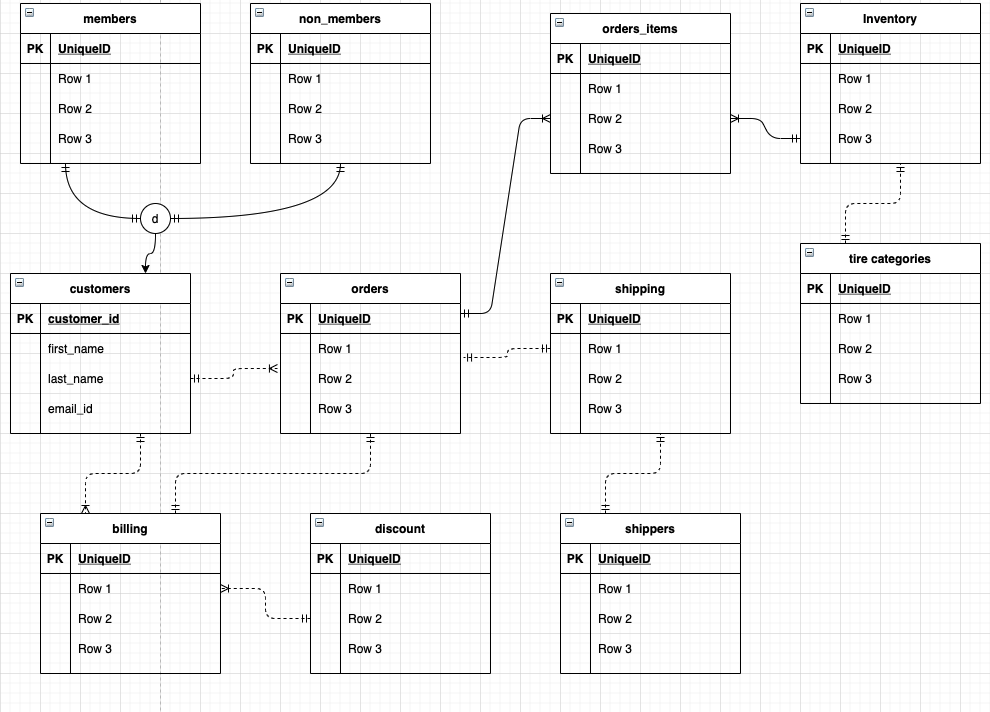 members
PK UniqueID
Row 1
Row 2
Row 3
non_members
PK UniqueID
Row 1
Row 2
Row 3
orders_items
PK UniqueID
Row 1
Row 2
Row 3
Inventory
PK UniqueID
Row 1
Row 2
Row 3
d
customers
PK customer_id
first_name
last_name
email_id
orders
PK UniqueID
Row 1
Row 2
Row 3
shipping
PK UniqueID
Row 1
Row 2
Row 3
tire categories
PK UniqueID
Row 1
Row 2
Row 3
billing
PK UniqueID
Row 1
Row 2
Row 3
discount
PK UniqueID
Row 1
Row 2
Row 3
shippers
PK UniqueID
Row 1
Row 2
Row 3